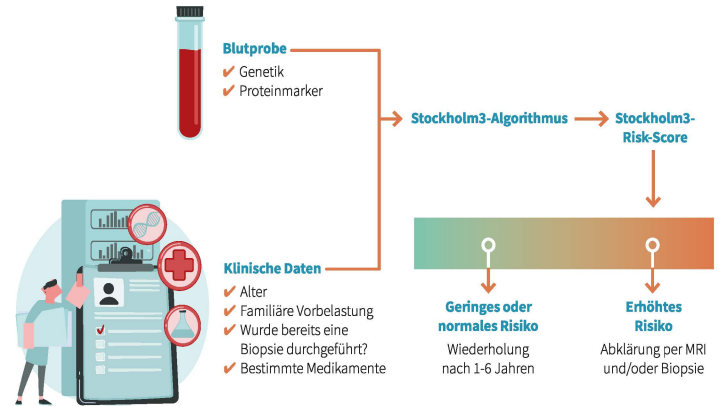 Blutprobe
✔ Genetik
✔ Proteinmarker
Klinische Daten
✔ Alter
✔ Familiäre Vorbelastung
✔ Wurde bereits eine
Biopsie durchgeführt?
✔ Bestimmte Medikamente
Stockholm3-Algorithmus
Stockholm3-
Risk-Score
Geringes oder
normales Risiko
Wiederholung
nach 1-6 Jahren
Erhöhtes
Risiko
Abklärung per MRI
und/oder Biopsie